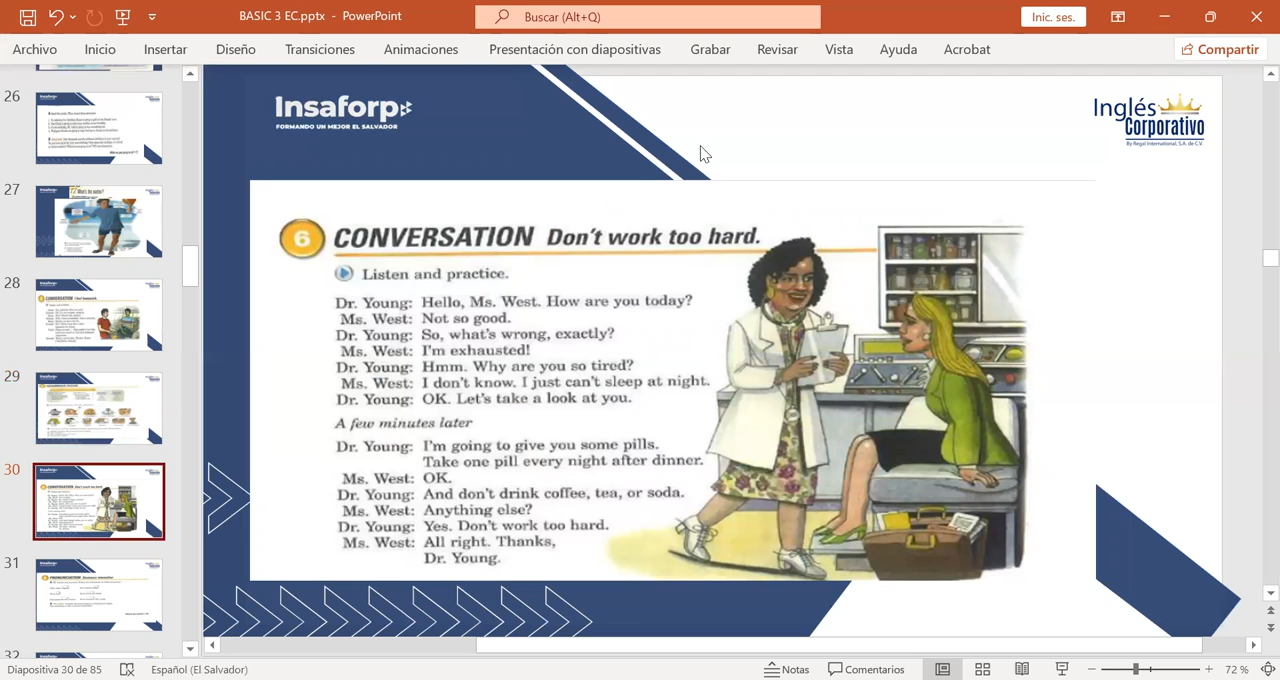 BASIC 3 EC.pptx - PowerPoint
Buscar (Alt+Q)
Inic. ses.
Archivo Inicio Insertar Diseño Transiciones Animaciones Presentación con diapositivas Grabar Revisar Vista Ayuda Acrobat Compartir
26
27
28
29
30
31
32
Insaforp
FORMANDO UN MEJOR EL SALVADOR
Inglés
Corporativo
By Regal International, S.A. de C.V.
6 CONVERSATION Don't work too hard.
Listen and practice.
Dr. Young: Hello, Ms. West. How are you today?
Ms. West: Not so good.
Dr. Young: So, what's wrong, exactly?
Ms. West: I'm exhausted!
Dr. Young: Hmm. Why are you so tired?
Ms. West: I don't know. I just can't sleep at night.
Dr. Young: OK. Let's take a look at you.
A few minutes later
Dr. Young: I'm going to give you some pills.
Take one pill every night after dinner.
Ms. West: OK.
Dr. Young: And don't drink coffee, tea, or soda.
Ms. West: Anything else?
Dr. Young: Yes. Don't work too hard.
Ms. West: All right. Thanks,
Dr. Young.
Diapositiva 30 de 85 Español (El Salvador) Notas Comentarios 72 %